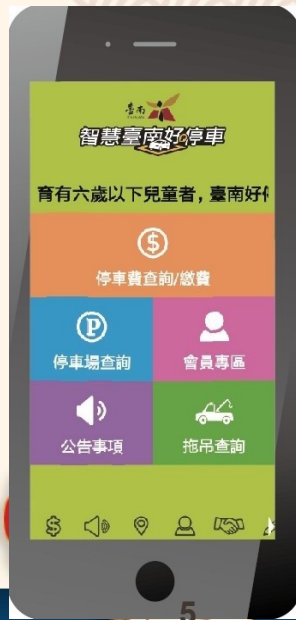 臺南
TAINAN
智慧臺南好停車
育有六歲以下兒童者，臺南好
$
停車費查詢/繳費
P
停車場查詢
會員專區
公告事項
拖吊查詢
$
5